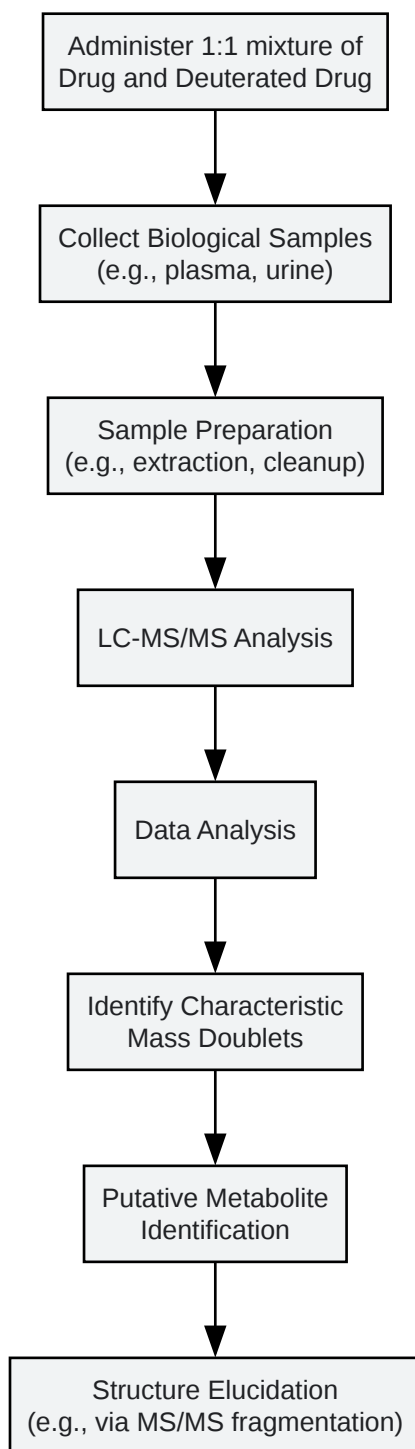 Administer 1:1 mixture of
Drug and Deuterated Drug
Collect Biological Samples
(e.g., plasma, urine)
Sample Preparation
(e.g., extraction, cleanup)
LC-MS/MS Analysis
Data Analysis
Identify Characteristic
Mass Doublets
Putative Metabolite
Identification
Structure Elucidation
(e.g., via MS/MS fragmentation)